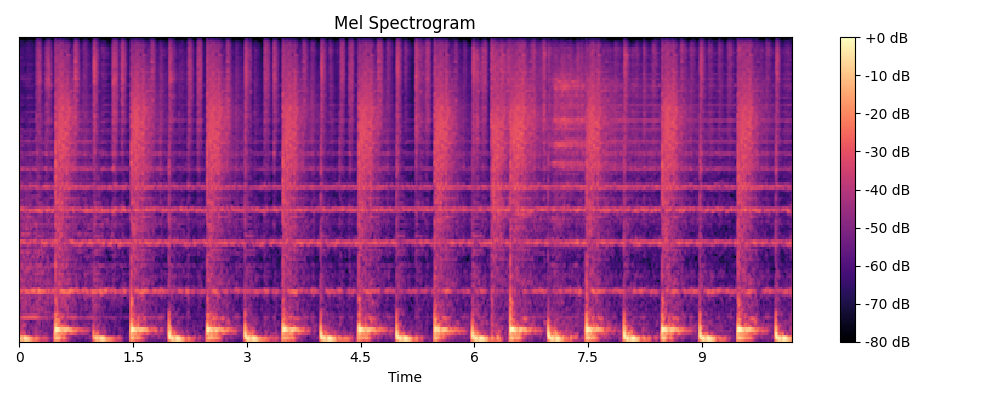 Mel Spectrogram
+0 dB
-10 dB
-20 dB
-30 dB
-40 dB
-50 dB
-60 dB
-70 dB
-80 dB
0 1.5 3 4.5 6 7.5 9
Time